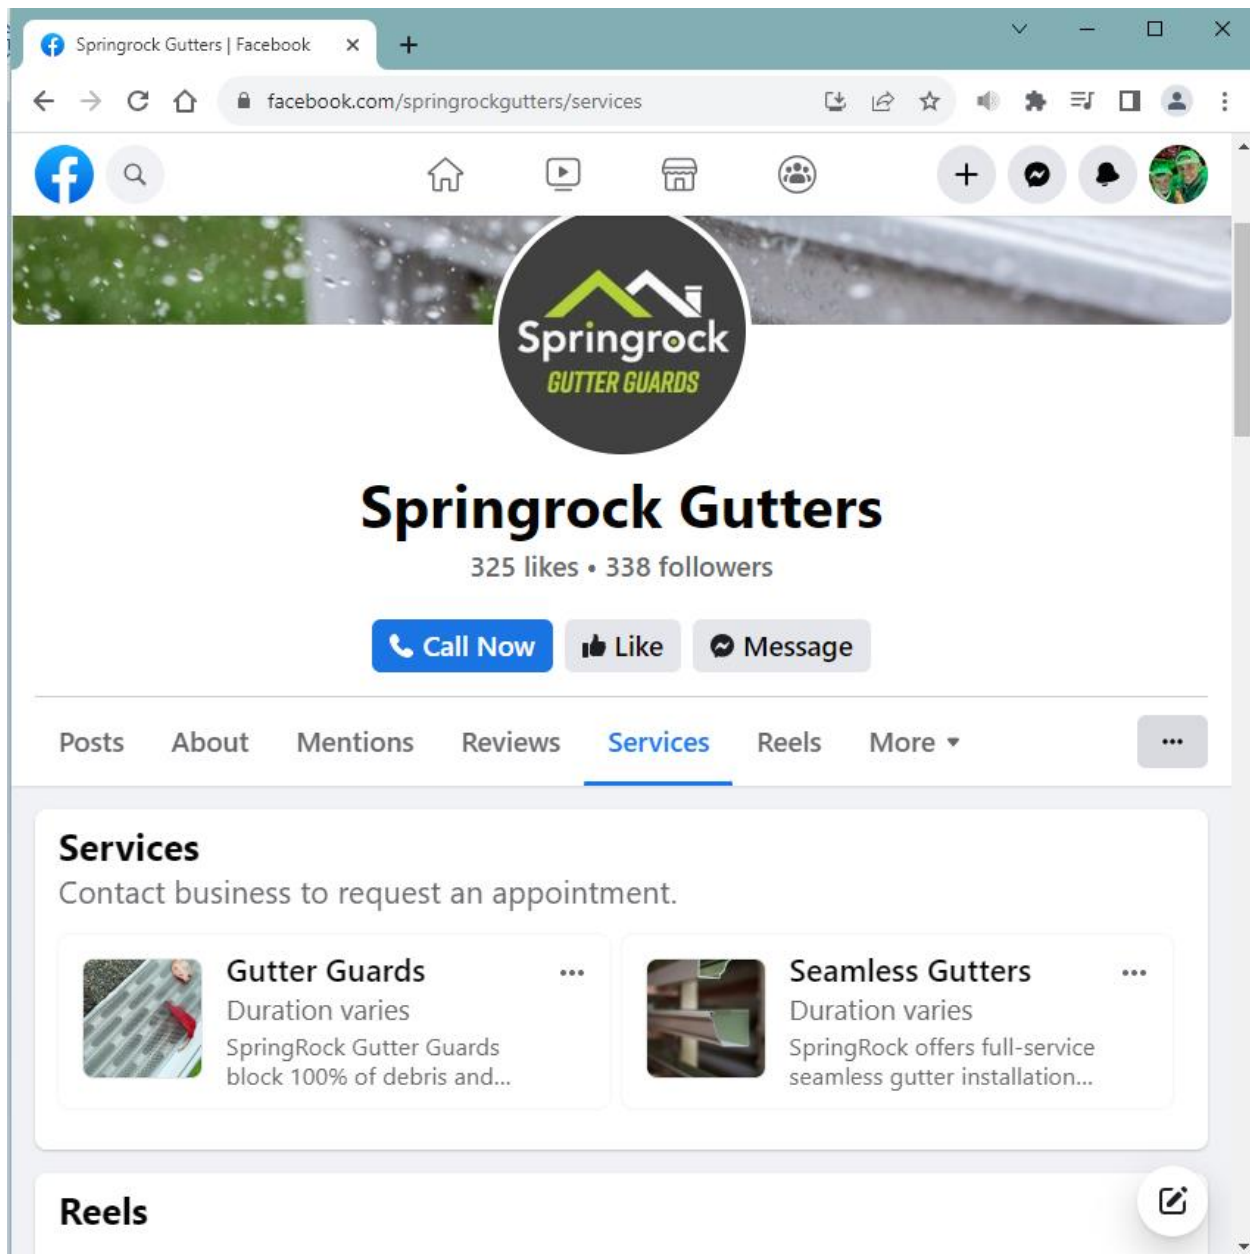 Springrock Gutters | Facebook
facebook.com/springrockgutters/services
Springrock
GUTTER GUARDS
Springrock Gutters
325 likes • 338 followers
Call Now Like Message
Posts About Mentions Reviews Services Reels More
Services
Contact business to request an appointment.
Gutter Guards
Duration varies
SpringRock Gutter Guards
block 100% of debris and...
Seamless Gutters
Duration varies
SpringRock offers full-service
seamless gutter installation...
Reels